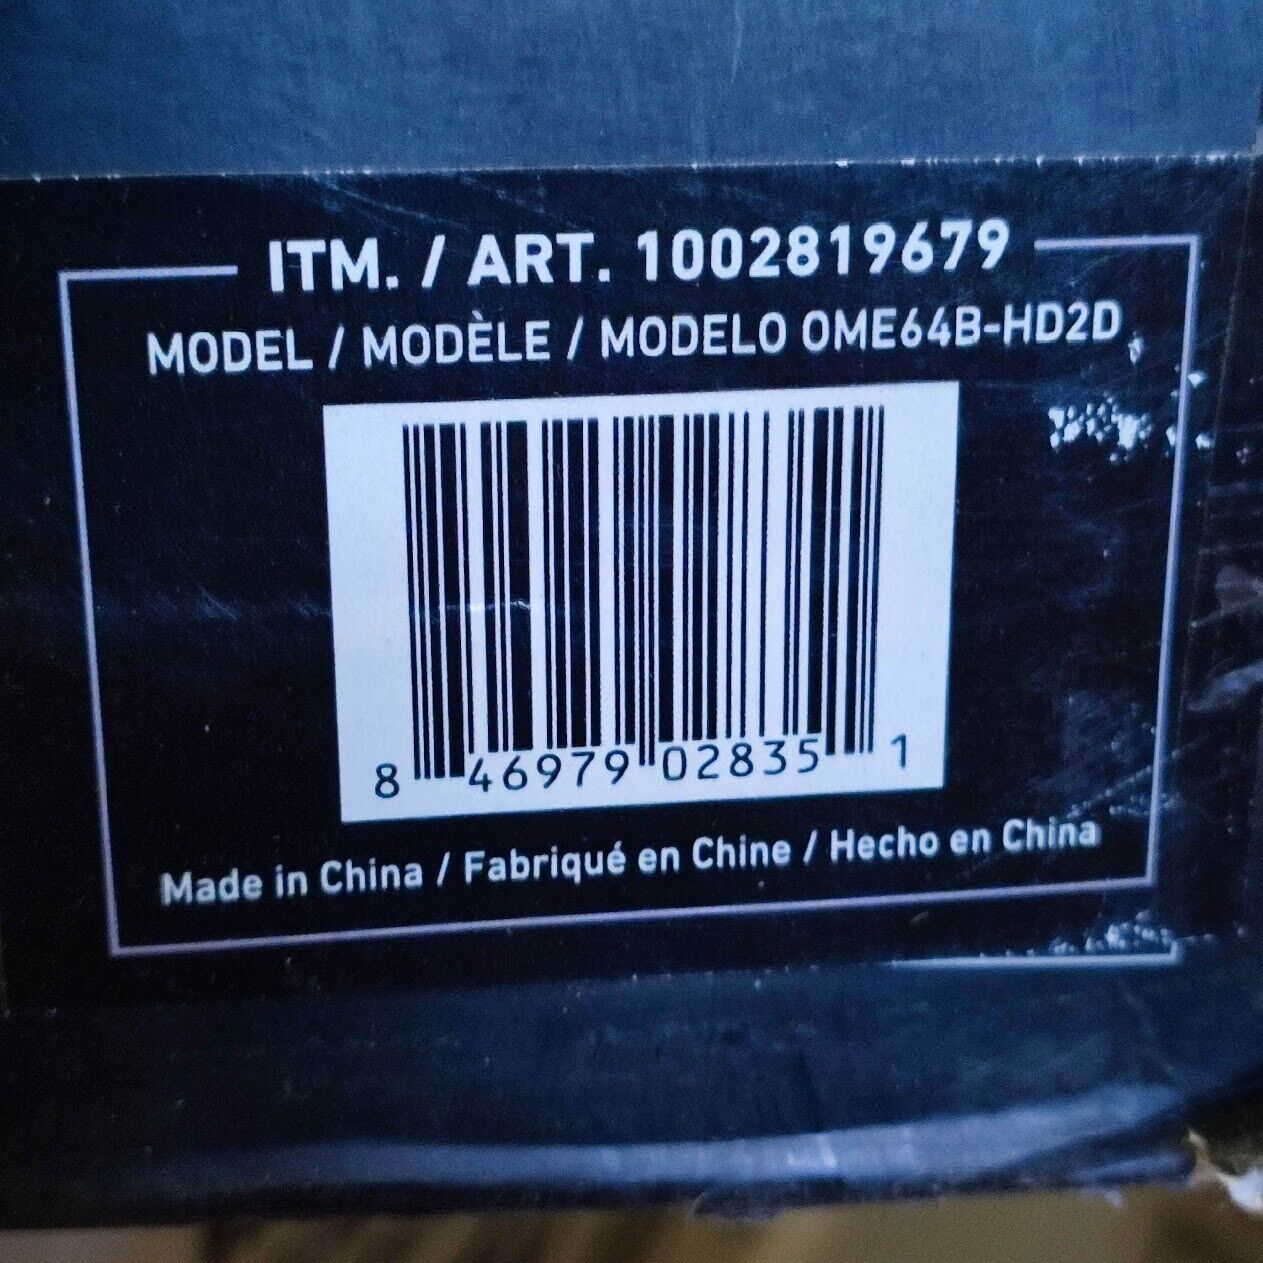 ITM. / ART. 1002819679
MODEL / MODÈLE / MODELO OME64B-HD2D
8 46979 02835 1
Made in China / Fabriqué en Chine / Hecho en China